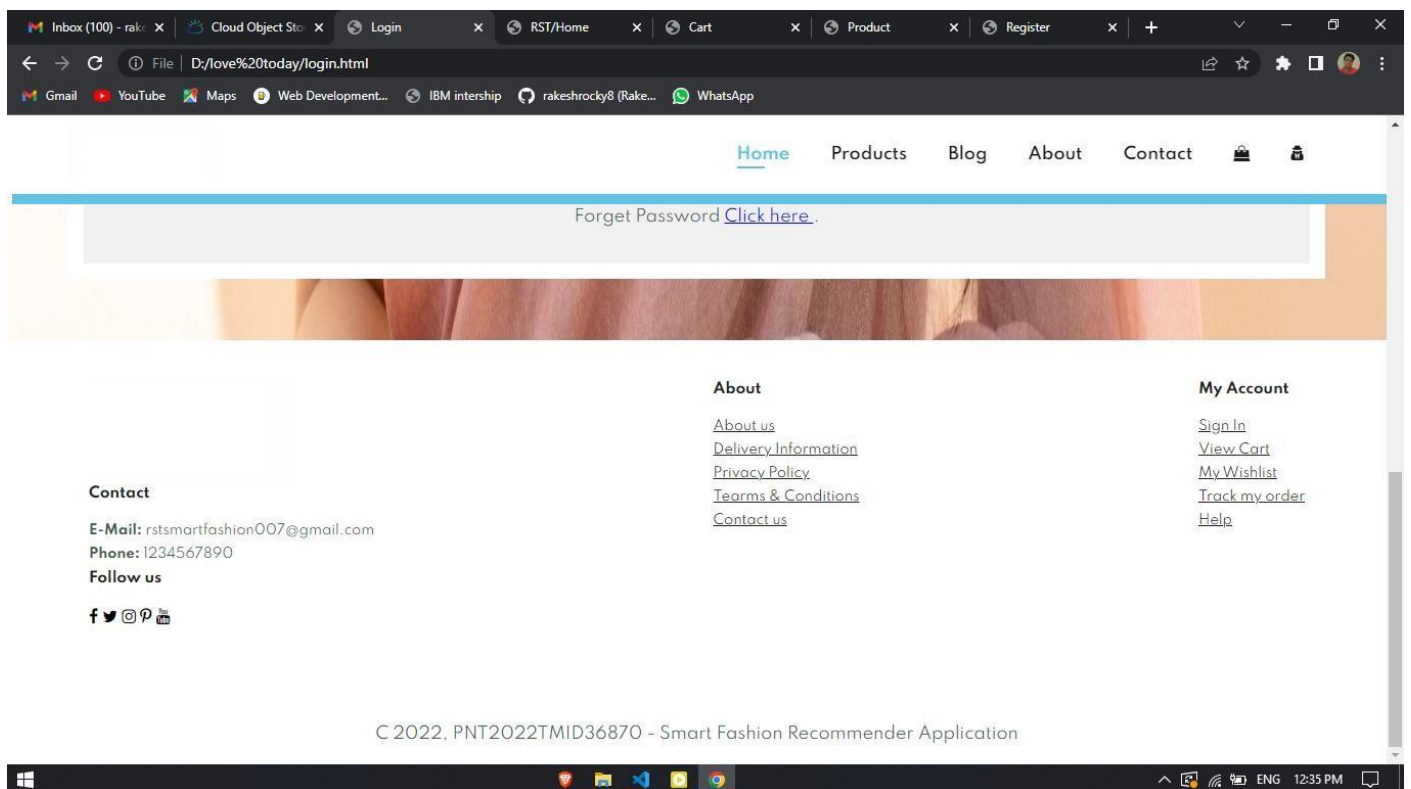 Inbox (100) - rake
Cloud Object Sto
Login
RST/Home
Cart
Product
Register
File
D:/love%20today/login.html
Gmail
YouTube
Maps
Web Development...
IBM intership
rakeshrocky8 (Rake...
WhatsApp
Home
Products
Blog
About
Contact
Forget Password Click here .
About
About us
Delivery Information
Privacy Policy
Tearms & Conditions
Contact us
My Account
Sign In
View Cart
My Wishlist
Track my order
Help
Contact
E-Mail: rstsmartfashion007@gmail.com
Phone: 1234567890
Follow us
C 2022, PNT2022TMID36870 - Smart Fashion Recommender Application
ENG 12:35 PM